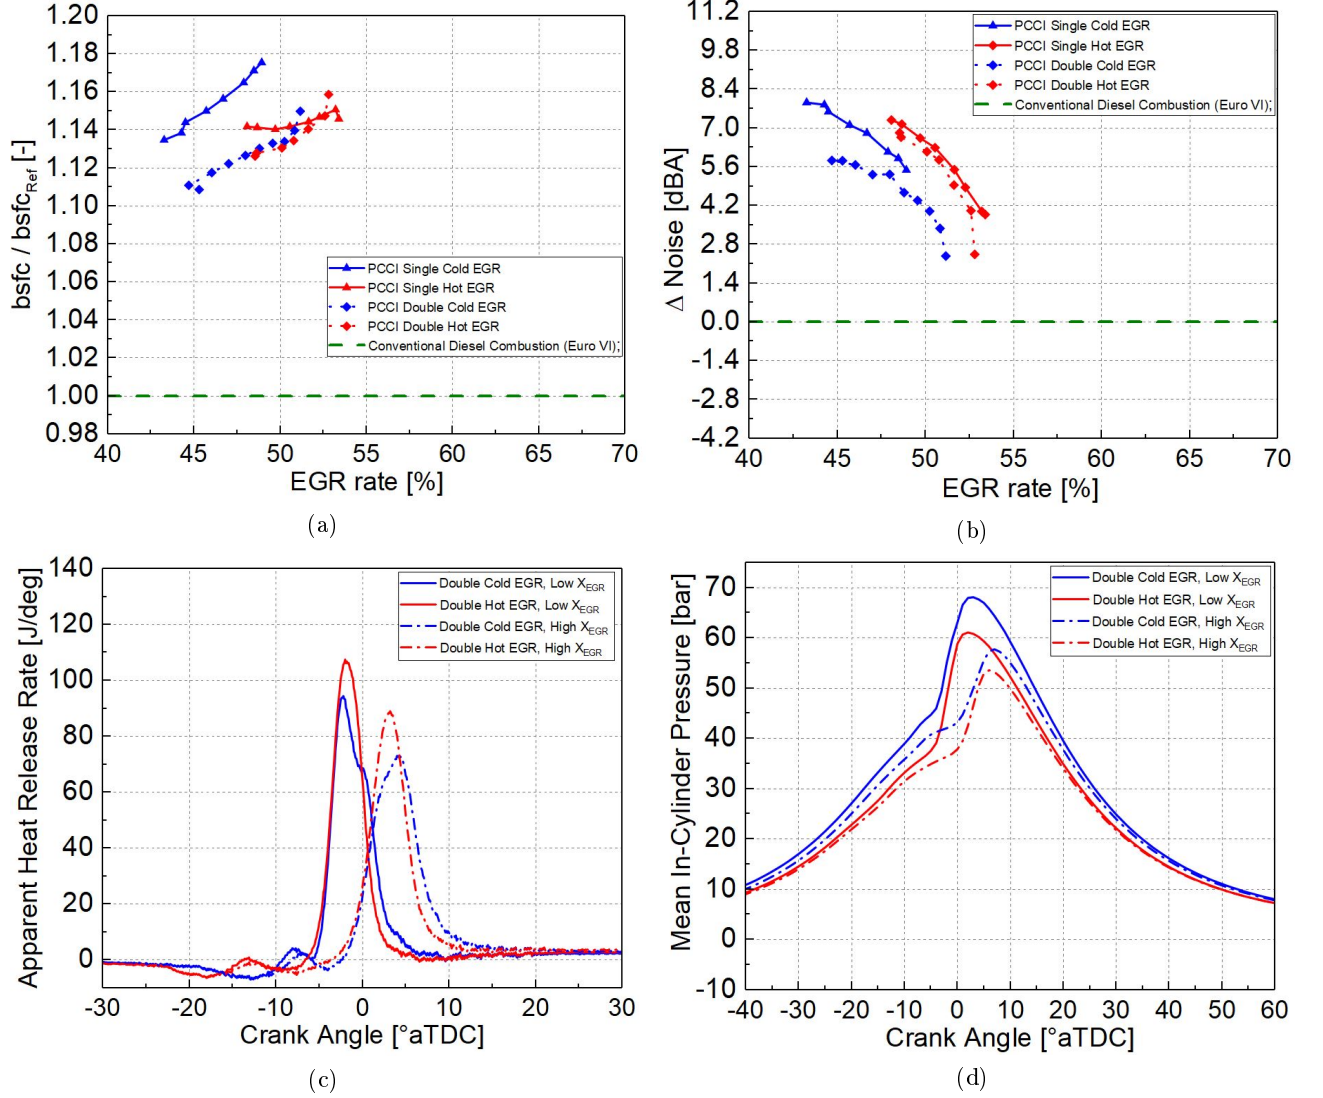 1.20
1.18
1.16
1.14
1.12
1.10
1.08
1.06
1.04
1.02
1.00
0.98
bsfc / bsfcRef [-]
PCCI Single Cold EGR
PCCI Single Hot EGR
PCCI Double Cold EGR
PCCI Double Hot EGR
Conventional Diesel Combustion (Euro VI);
40 45 50 55 60 65 70
EGR rate [%]
(a)
11.2
9.8
8.4
7.0
5.6
4.2
2.8
1.4
0.0
-1.4
-2.8
-4.2
Δ Noise [dBA]
PCCI Single Cold EGR
PCCI Single Hot EGR
PCCI Double Cold EGR
PCCI Double Hot EGR
Conventional Diesel Combustion (Euro VI);
40 45 50 55 60 65 70
EGR rate [%]
(b)
140
120
100
80
60
40
20
0
Apparent Heat Release Rate [J/deg]
Double Cold EGR, Low XEGR
Double Hot EGR, Low XEGR
Double Cold EGR, High XEGR
Double Hot EGR, High XEGR
-30 -20 -10 0 10 20 30
Crank Angle [°aTDC]
(c)
70
60
50
40
30
20
10
0
-10
Mean In-Cylinder Pressure [bar]
Double Cold EGR, Low XEGR
Double Hot EGR, Low XEGR
Double Cold EGR, High XEGR
Double Hot EGR, High XEGR
-40 -30 -20 -10 0 10 20 30 40 50 60
Crank Angle [°aTDC]
(d)